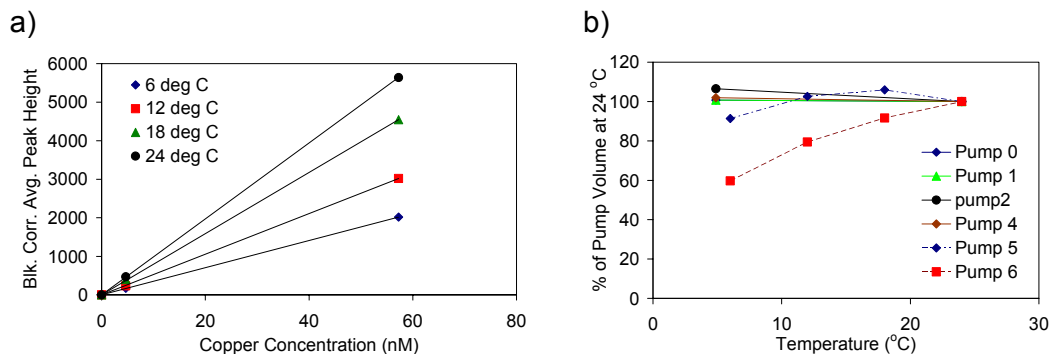 a)
Blk. Corr. Avg. Peak Height
6000
5000
4000
3000
2000
1000
0
6 deg C
12 deg C
18 deg C
24 deg C
0 20 40 60 80
Copper Concentration (nM)
b)
% of Pump Volume at 24 °C
120
100
80
60
40
20
0
Pump 0
Pump 1
pump2
Pump 4
Pump 5
Pump 6
0 10 20 30
Temperature (°C)